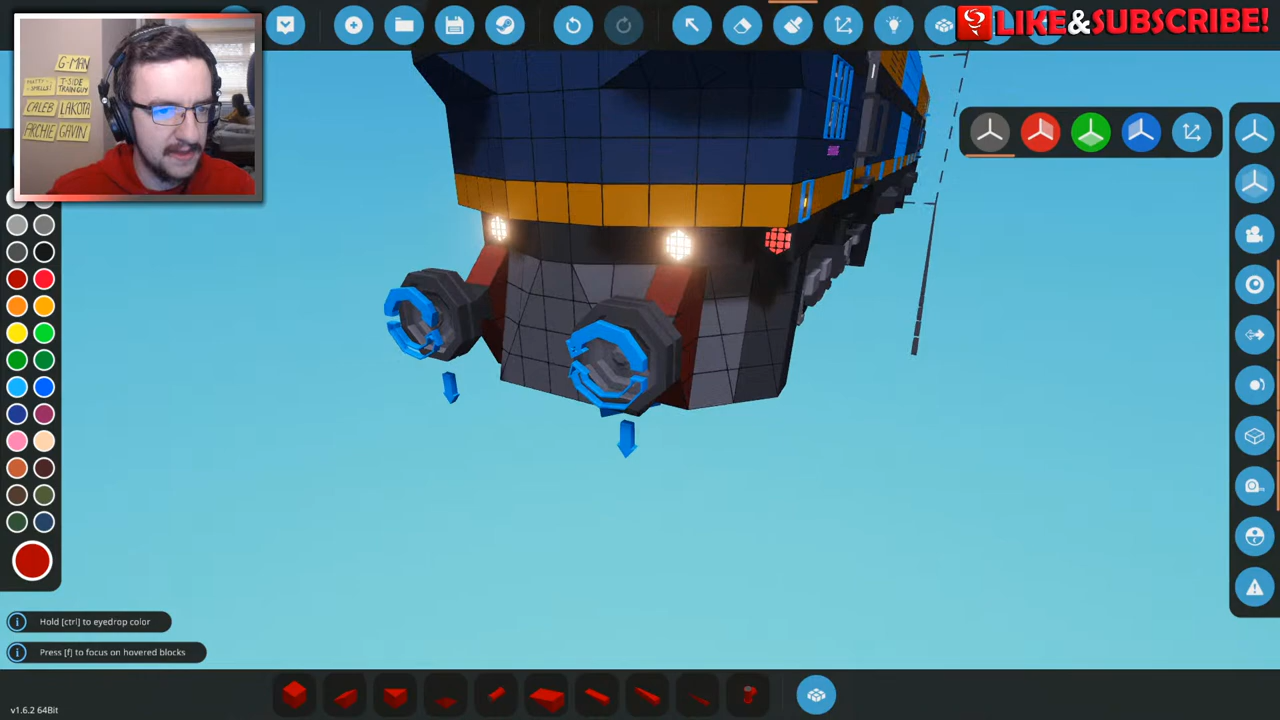 LIKE&SUBSCRIBE!
G-MAN
T-SIDE
TRAIN GUY
SMELLS!
CALEB
LAKOTA
ARCHIE
GAVIN
Hold [ctrl] to eyedrop color
Press [f] to focus on hovered blocks
v1.6.2 64Bit